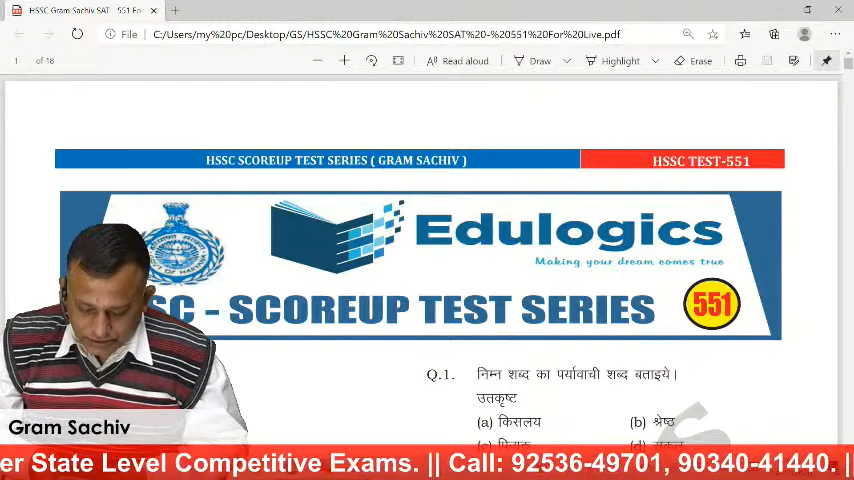 HSSC Gram Sachiv SAT - 551 For
File C:/Users/my%20pc/Desktop/GS/HSSC%20Gram%20Sachiv%20SAT%20-%20551%20For%20Live.pdf
1 of 18 Read aloud Draw Highlight Erase
HSSC SCOREUP TEST SERIES ( GRAM SACHIV ) HSSC TEST-551
Edulogics
Making your dream comes true
SC - SCOREUP TEST SERIES 551
Q.1. निम्न शब्द का पर्यावाची शब्द बताइये।
उतकृष्ट
(a) किसलय (b) श्रेष्ठ
Gram Sachiv
er State Level Competitive Exams. || Call: 92536-49701, 90340-41440. |